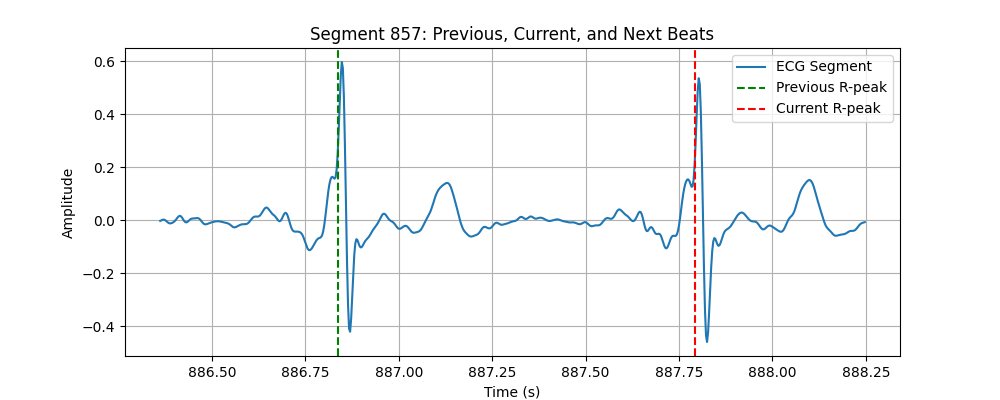 Segment 857: Previous, Current, and Next Beats
0.6
0.4
0.2
0.0
−0.2
−0.4
Amplitude
ECG Segment
Previous R-peak
Current R-peak
886.50 886.75 887.00 887.25 887.50 887.75 888.00 888.25
Time (s)